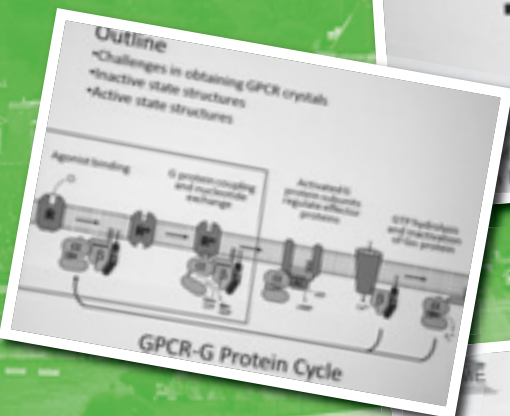 Outline
•Challenges in obtaining GPCR crystals
•Inactive state structures
•Active state structures
Agonist binding
G protein coupling
and nucleotide
exchange
Activated G
protein subunits
regulate effector
proteins
GTP hydrolysis
and inactivation
of Gα protein
R
R*
R*
β
β
β
GPCR-G Protein Cycle